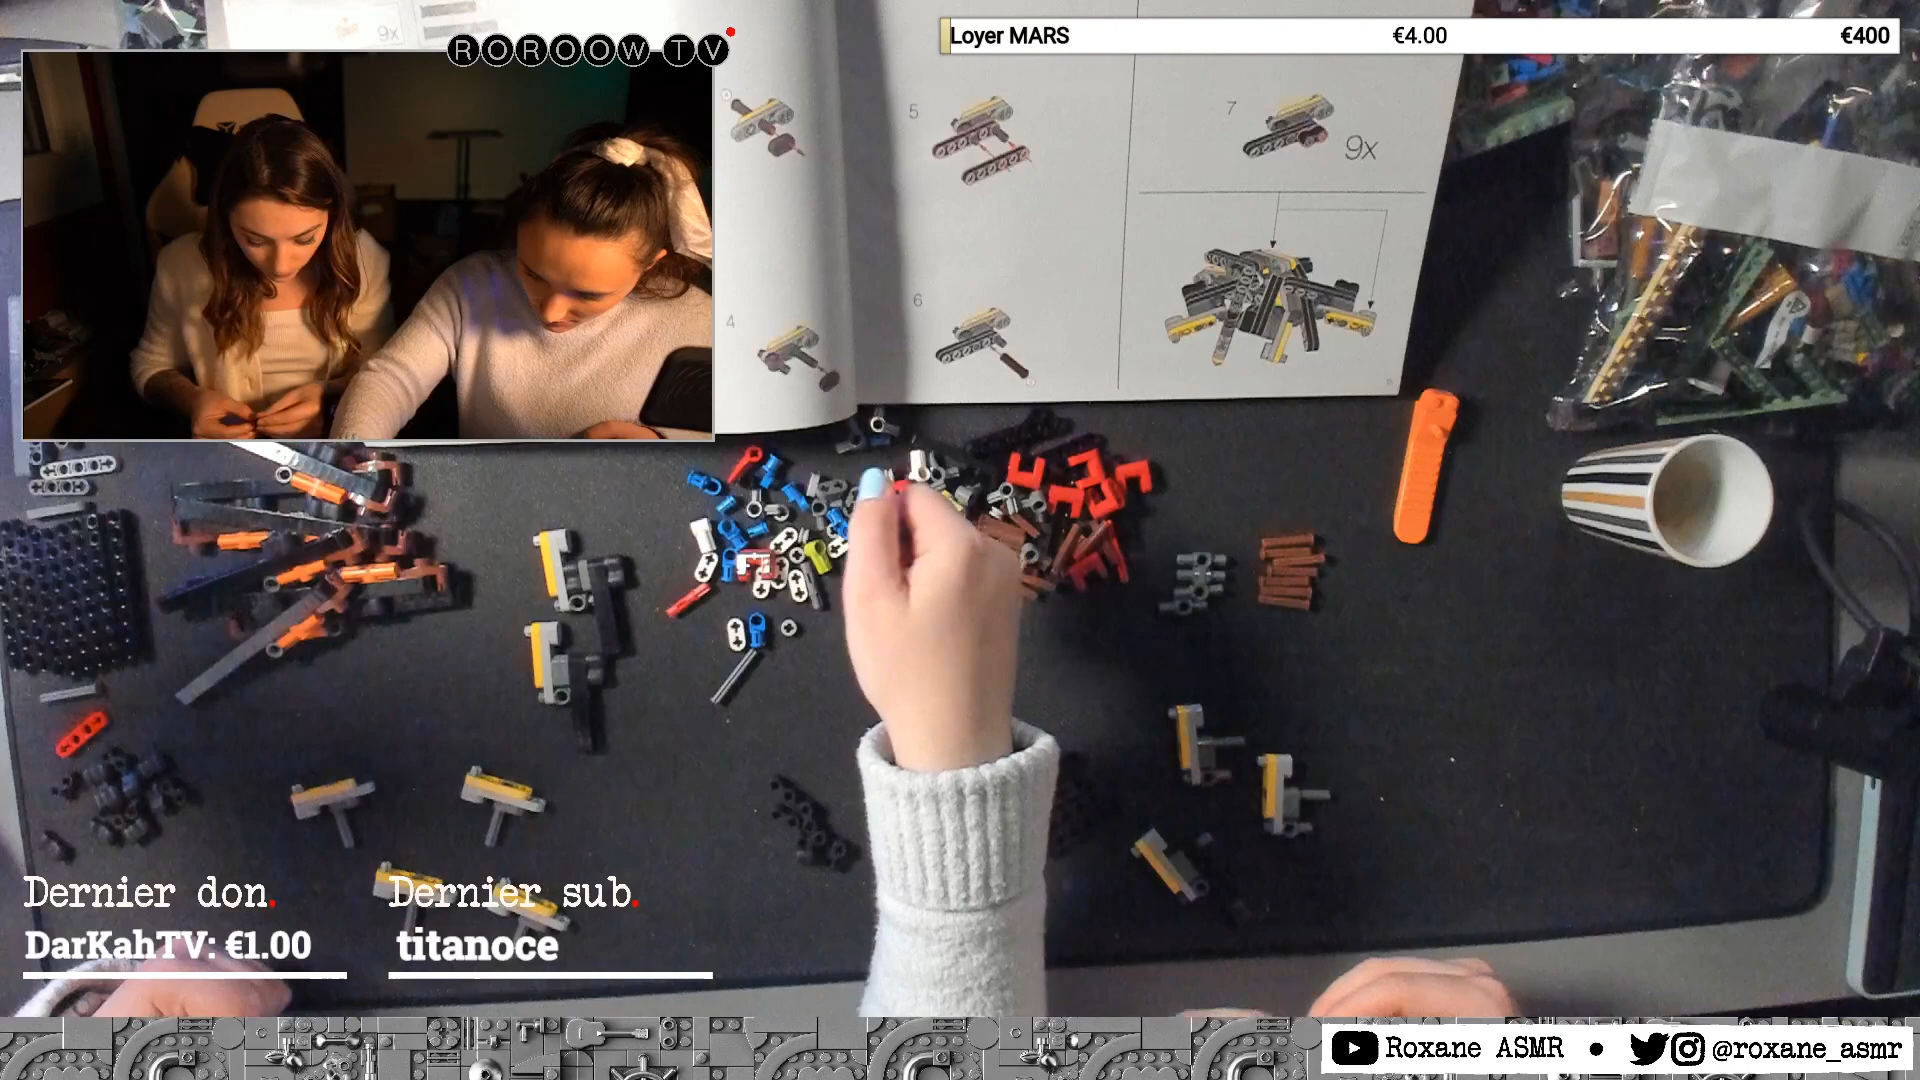 ROROOW TV
Loyer MARS €4.00 €400
9x
5
7
9x
4
6
Dernier don.
DarKahTV: €1.00
Dernier sub.
titanoce
Roxane ASMR • @roxane_asmr